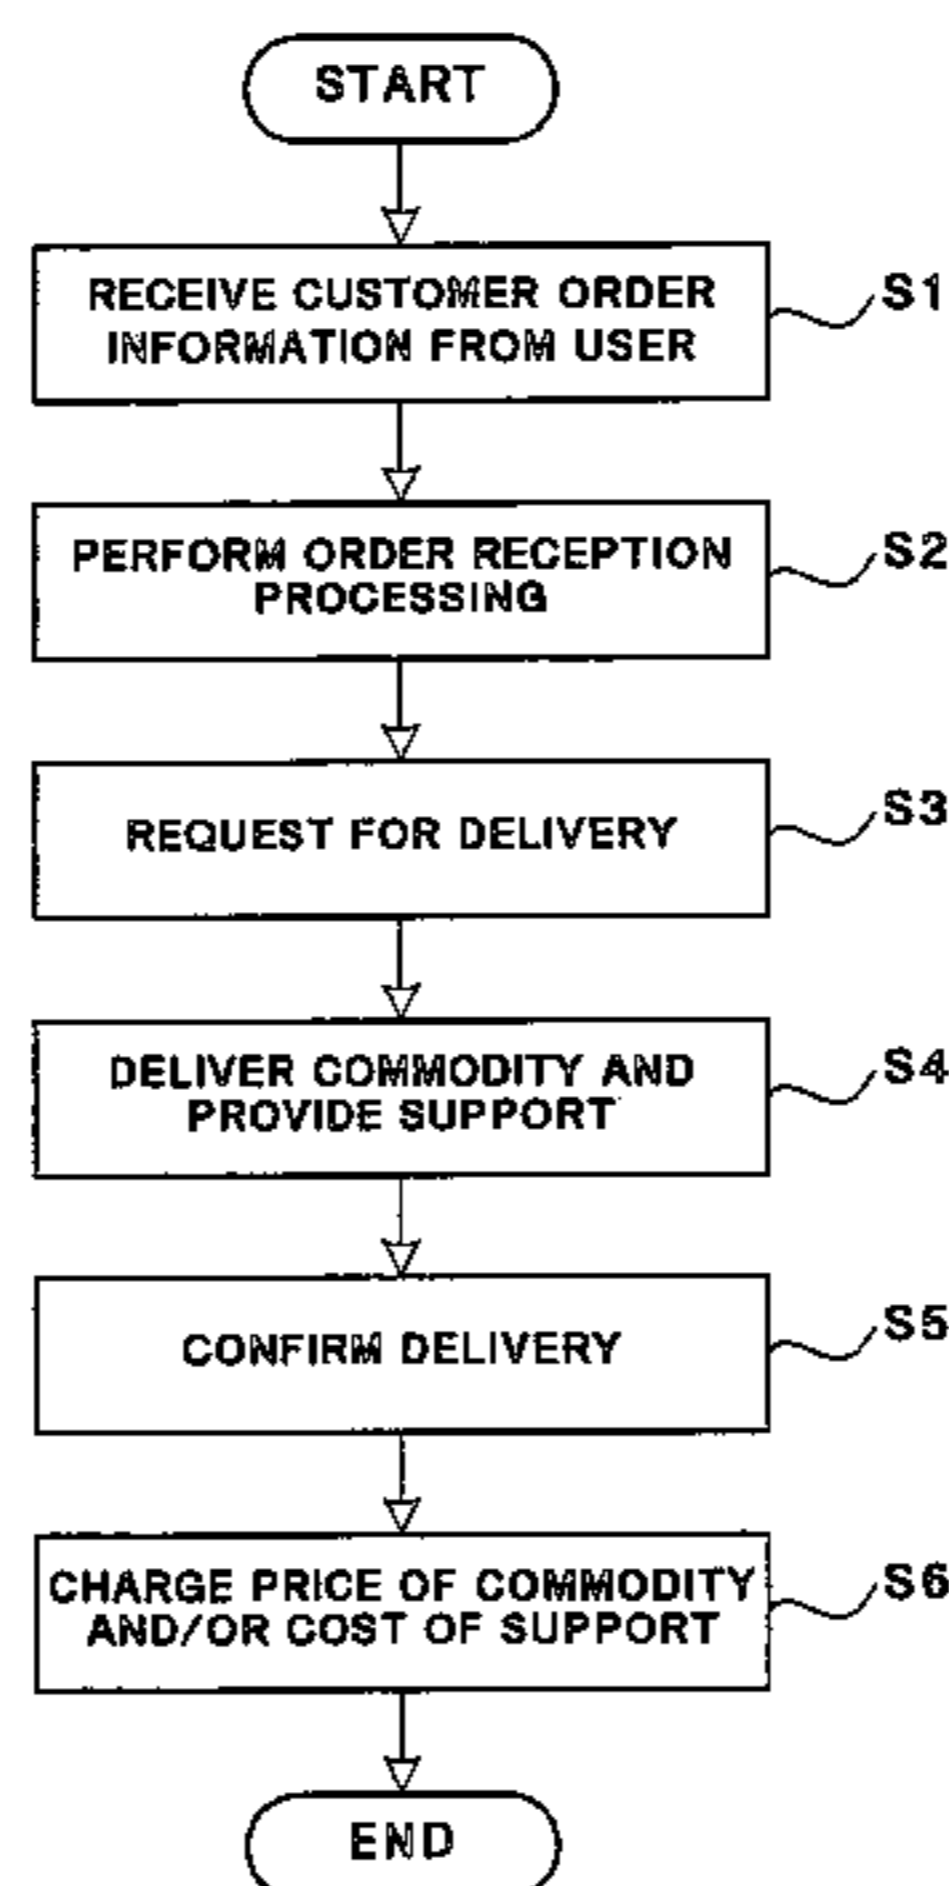 START
RECEIVE CUSTOMER ORDER
INFORMATION FROM USER
S1
PERFORM ORDER RECEPTION
PROCESSING
S2
REQUEST FOR DELIVERY
S3
DELIVER COMMODITY AND
PROVIDE SUPPORT
S4
CONFIRM DELIVERY
S5
CHARGE PRICE OF COMMODITY
AND/OR COST OF SUPPORT
S6
END